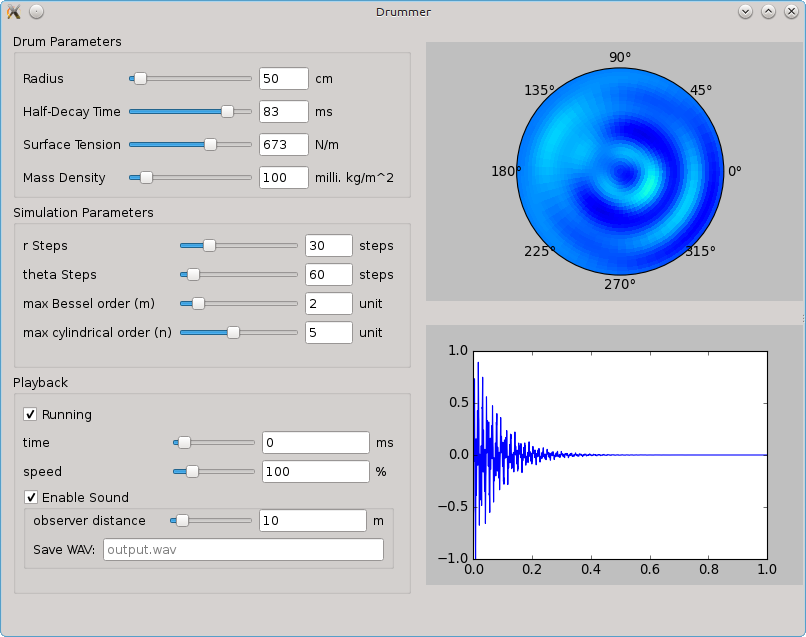 Drummer
Drum Parameters
Radius 50 cm
Half-Decay Time 83 ms
Surface Tension 673 N/m
Mass Density 100 milli. kg/m^2
Simulation Parameters
r Steps 30 steps
theta Steps 60 steps
max Bessel order (m) 2 unit
max cylindrical order (n) 5 unit
Playback
Running
time 0 ms
speed 100 %
Enable Sound
observer distance 10 m
Save WAV: output.wav
90°
135° 45°
180° 0°
225° 315°
270°
1.0
0.5
0.0
−0.5
−1.0
0.0 0.2 0.4 0.6 0.8 1.0